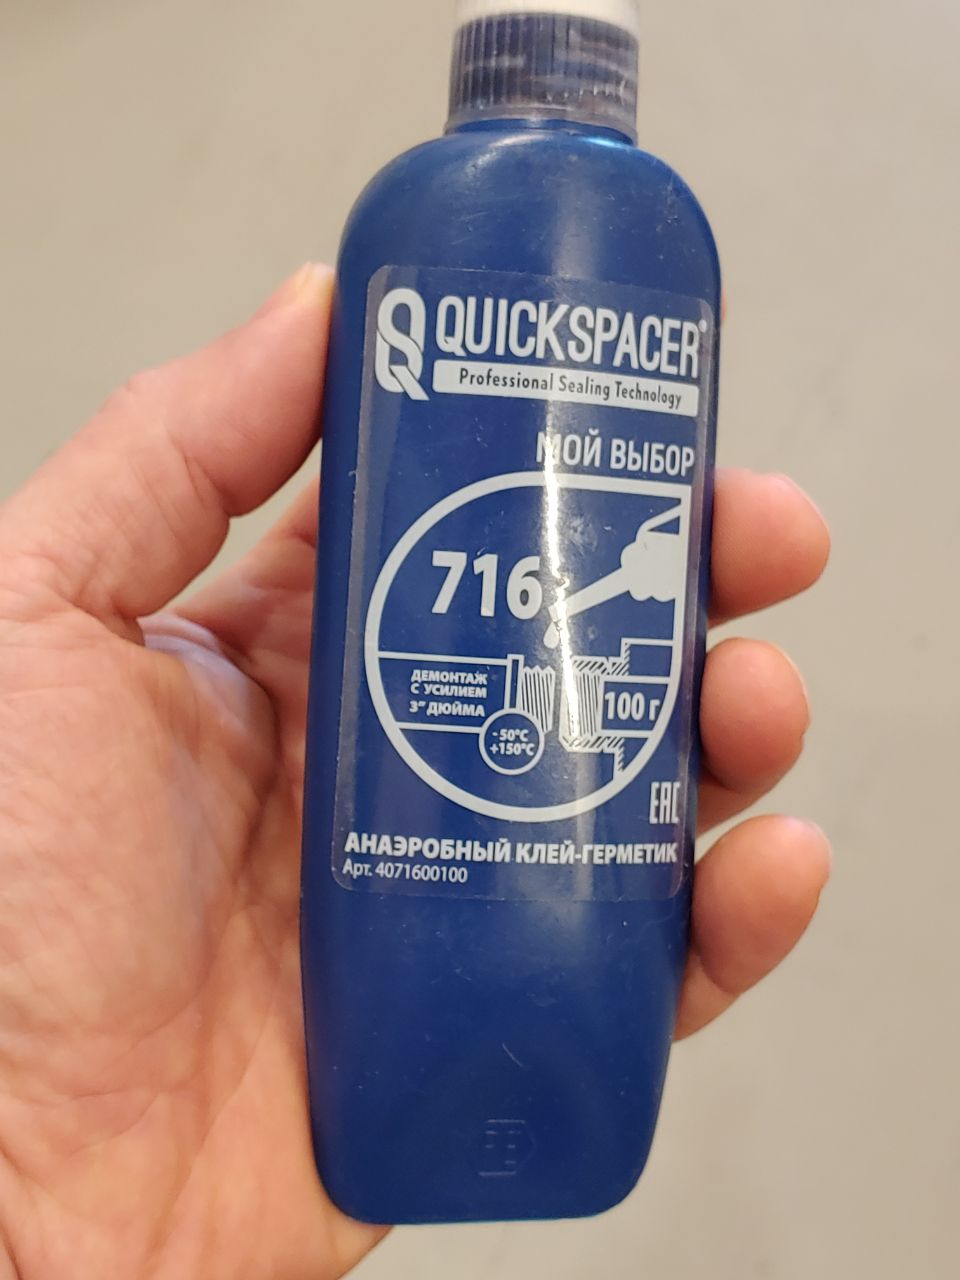 QUICKSPACER®
Professional Sealing Technology
МОЙ ВЫБОР
716
ДЕМОНТАЖ
С УСИЛИЕМ
3" ДЮЙМА
100 г
-50°C
+150°C
EAC
АНАЭРОБНЫЙ КЛЕЙ-ГЕРМЕТИК
Арт. 4071600100